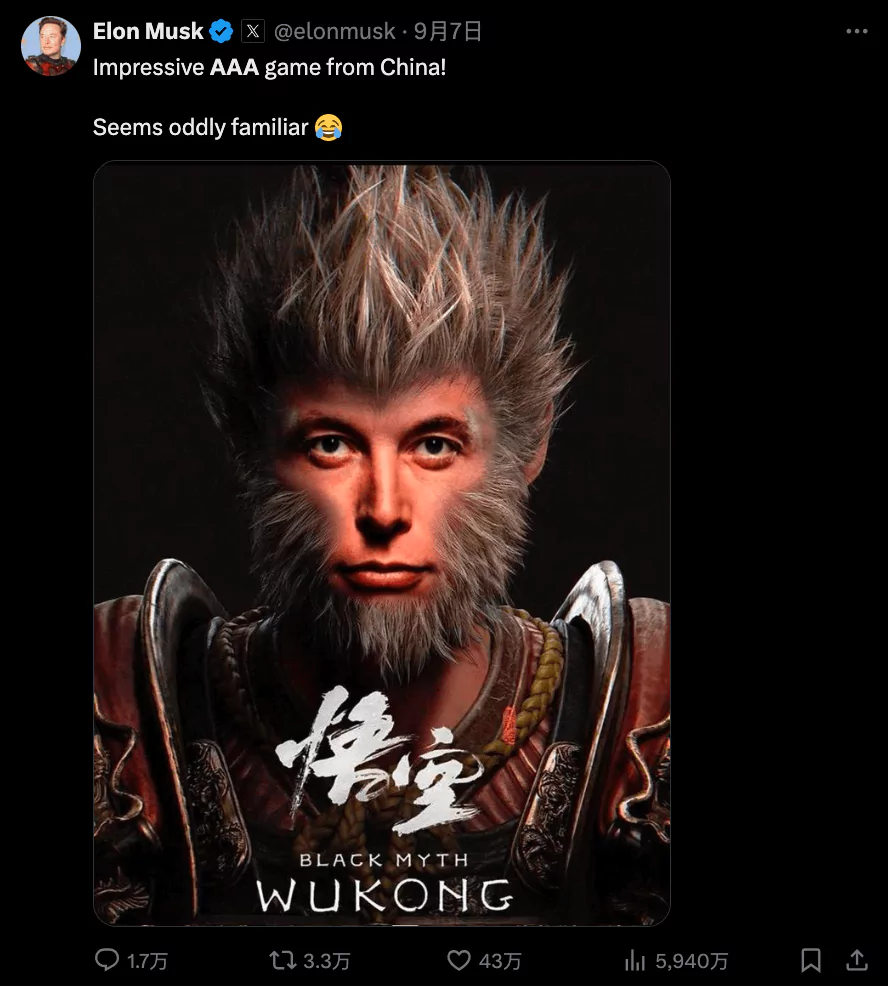 Elon Musk @elonmusk · 9月7日
Impressive AAA game from China!
Seems oddly familiar 😂
悟空
BLACK MYTH
WUKONG
1.7万 3.3万 43万 5,940万